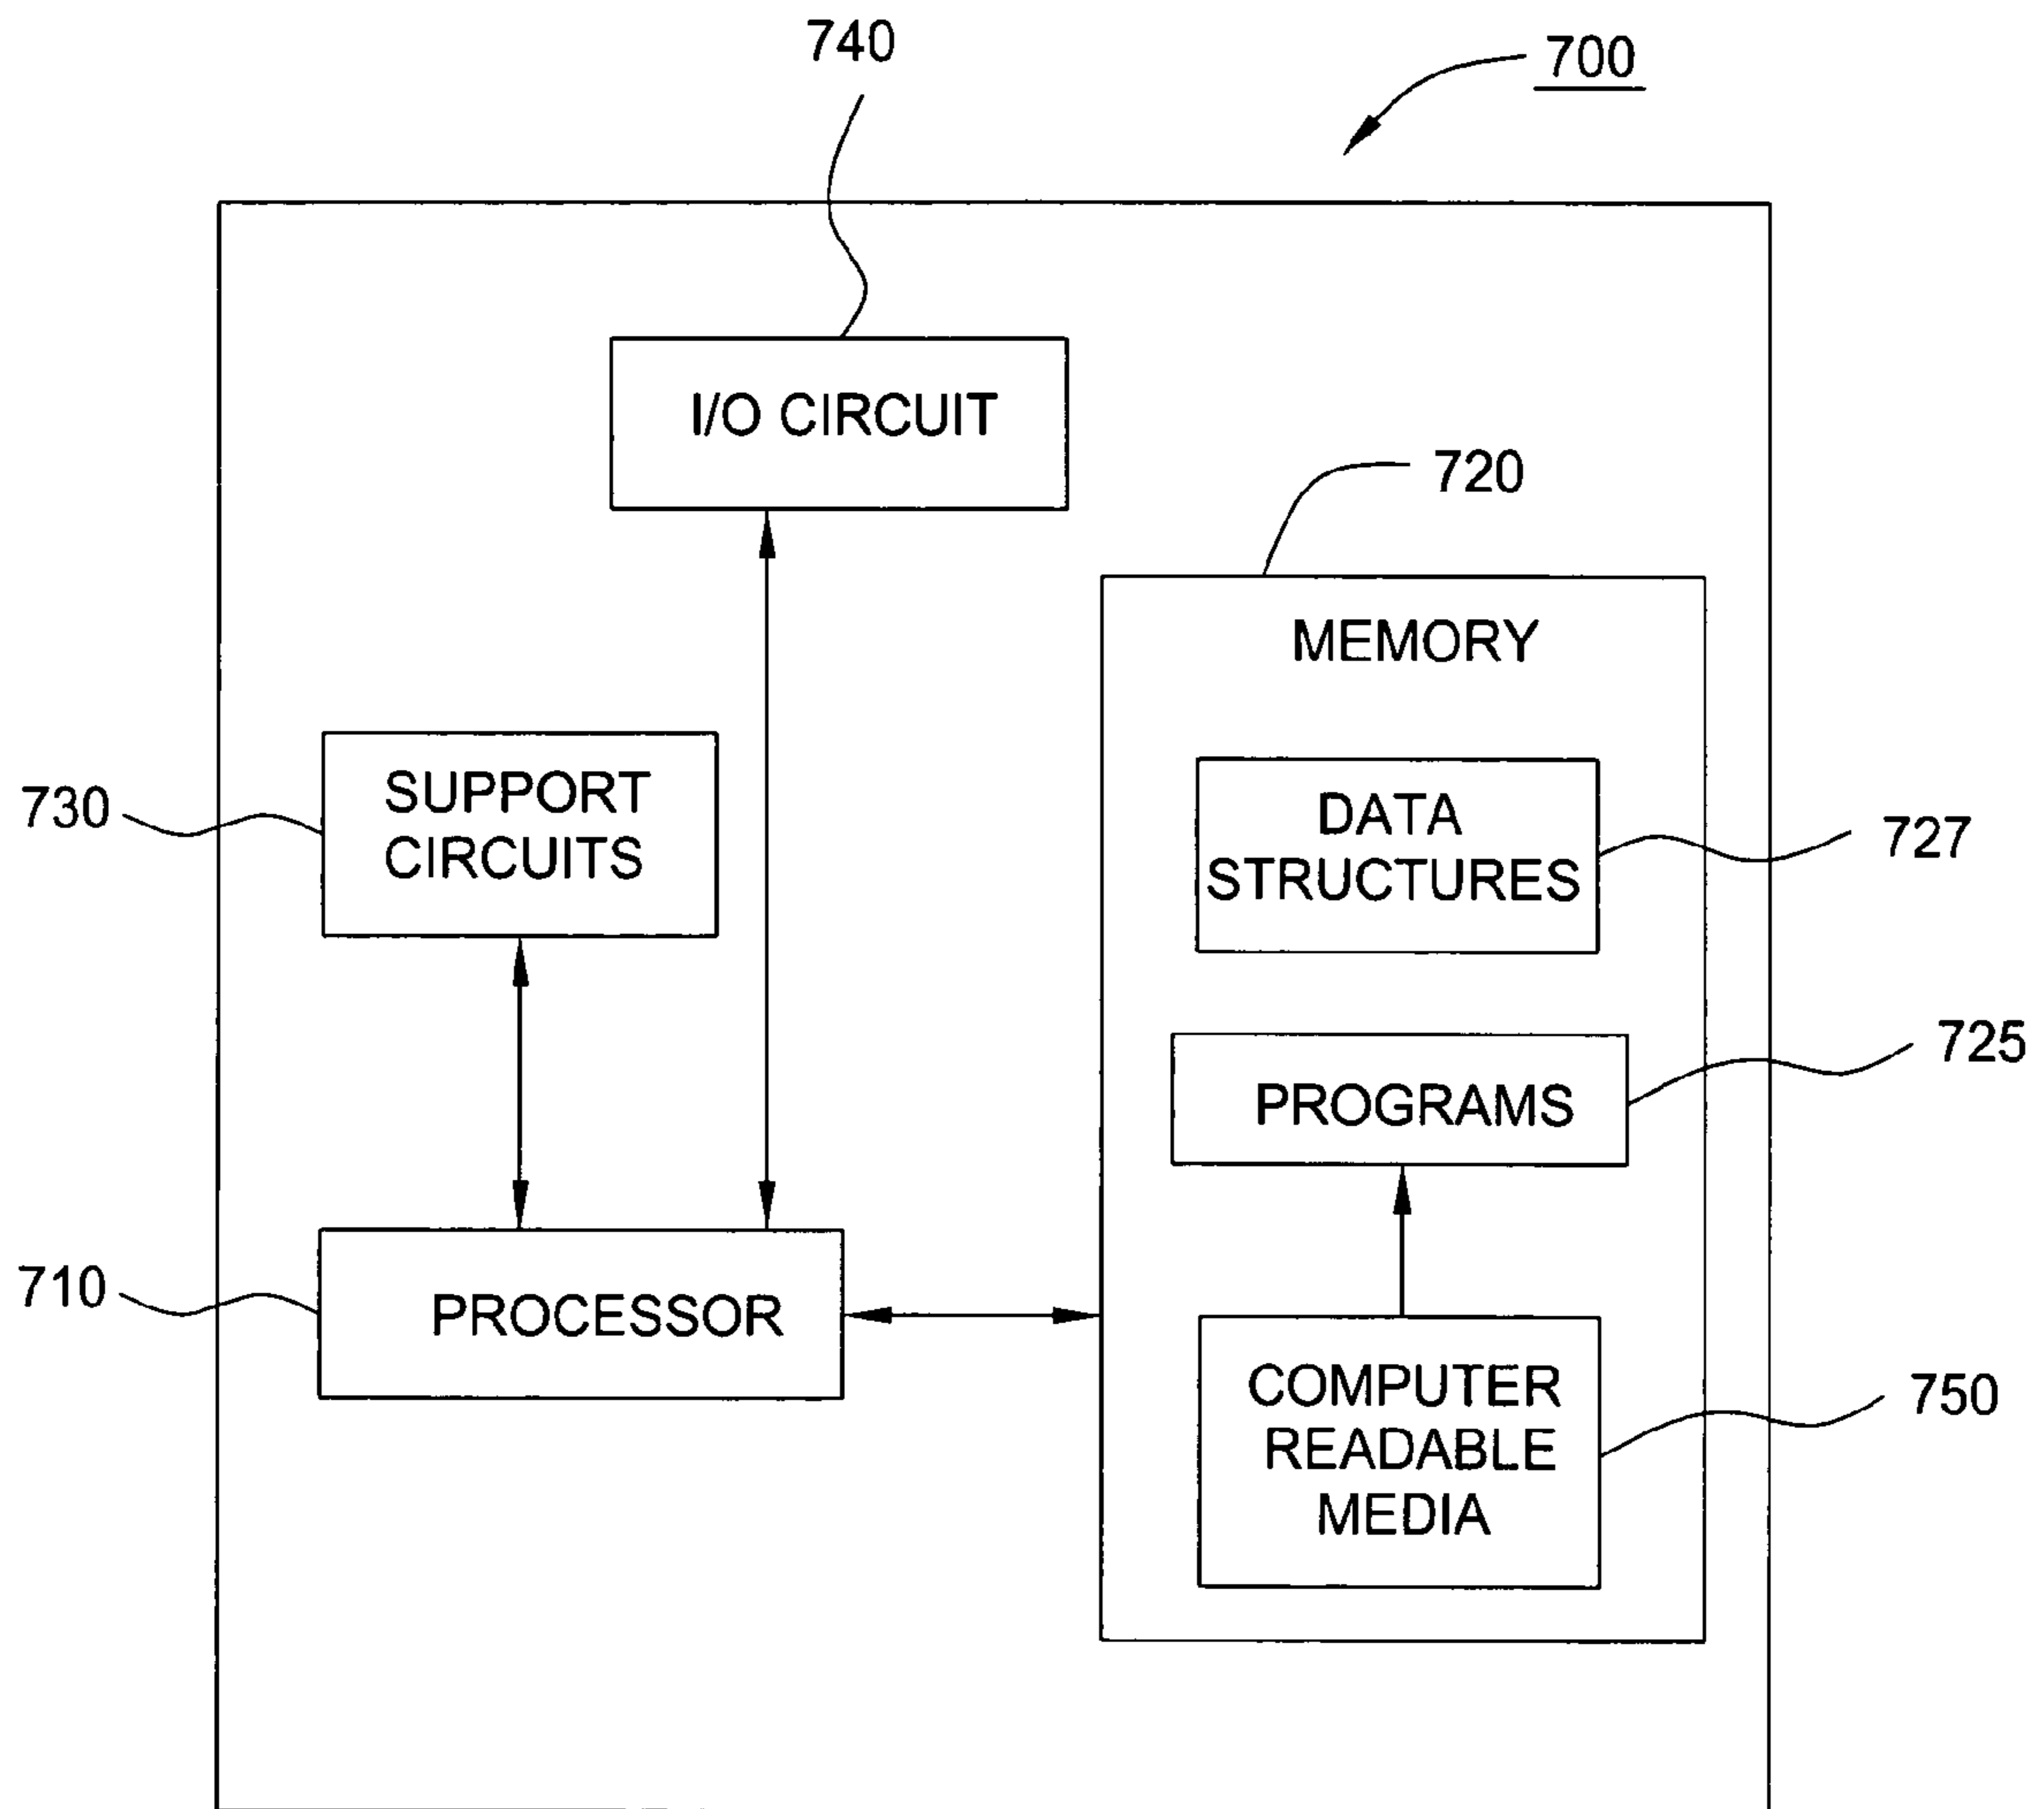 740
700
I/O CIRCUIT
720
MEMORY
SUPPORT
CIRCUITS
730
DATA
STRUCTURES
727
725
PROGRAMS
710
PROCESSOR
COMPUTER
READABLE
MEDIA
750